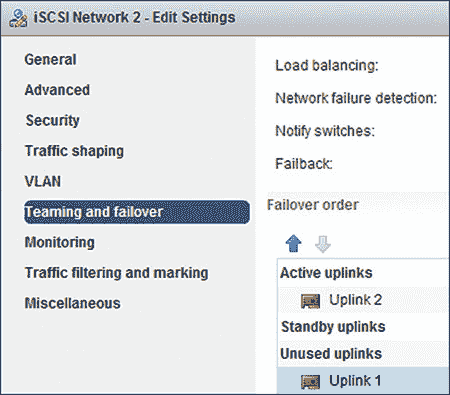 iSCSI Network 2 - Edit Settings
General
Advanced
Security
Traffic shaping
VLAN
Teaming and failover
Monitoring
Traffic filtering and marking
Miscellaneous
Load balancing:
Network failure detection:
Notify switches:
Failback:
Failover order
Active uplinks
Uplink 2
Standby uplinks
Unused uplinks
Uplink 1